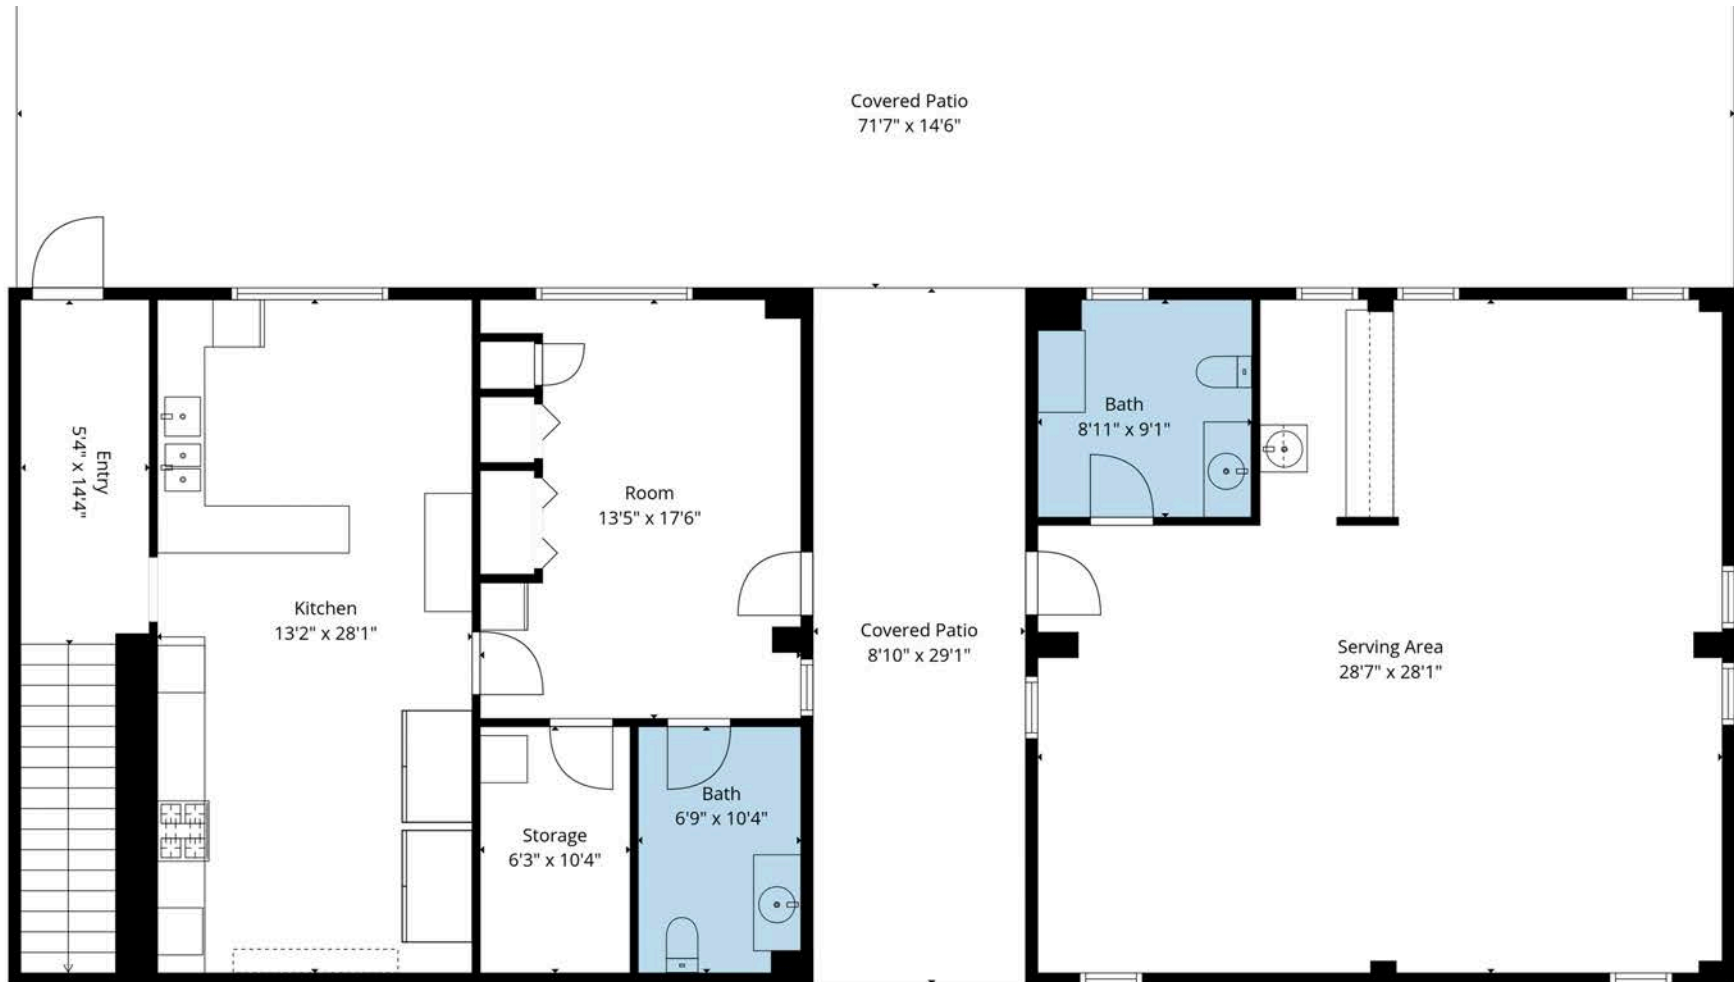 Covered Patio
71'7" x 14'6"
Entry
5'4" x 14'4"
Kitchen
13'2" x 28'1"
Room
13'5" x 17'6"
Storage
6'3" x 10'4"
Bath
6'9" x 10'4"
Covered Patio
8'10" x 29'1"
Bath
8'11" x 9'1"
Serving Area
28'7" x 28'1"